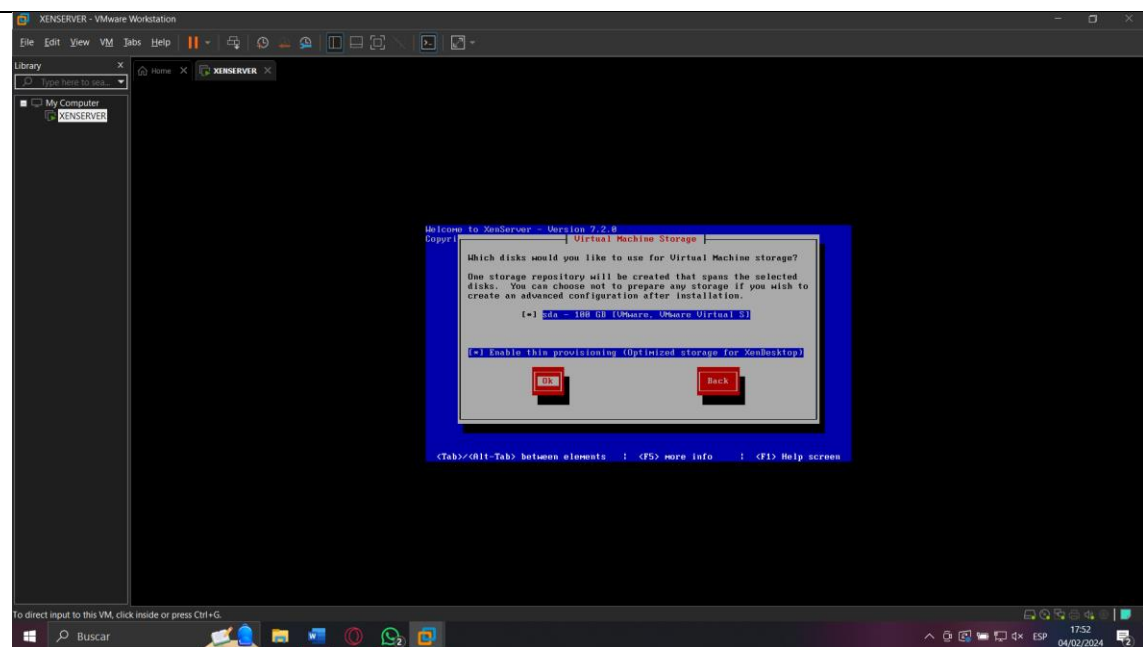 XENSERVER - VMware Workstation
File Edit View VM Tabs Help
Library X
Type here to sea...
Home X XENSERVER X
My Computer
XENSERVER
Welcome to XenServer - Version 7.2.0
Copyri
Virtual Machine Storage
Which disks would you like to use for Virtual Machine storage?
One storage repository will be created that spans the selected
disks. You can choose not to prepare any storage if you wish to
create an advanced configuration after installation.
[*] sda - 100 GB [VMware, VMware Virtual S]
[*] Enable thin provisioning (Optimized storage for XenDesktop)
Ok Back
<Tab>/<Alt-Tab> between elements | <F5> more info | <F1> Help screen
To direct input to this VM, click inside or press Ctrl+G.
Buscar
2
ESP
17:52
04/02/2024
2